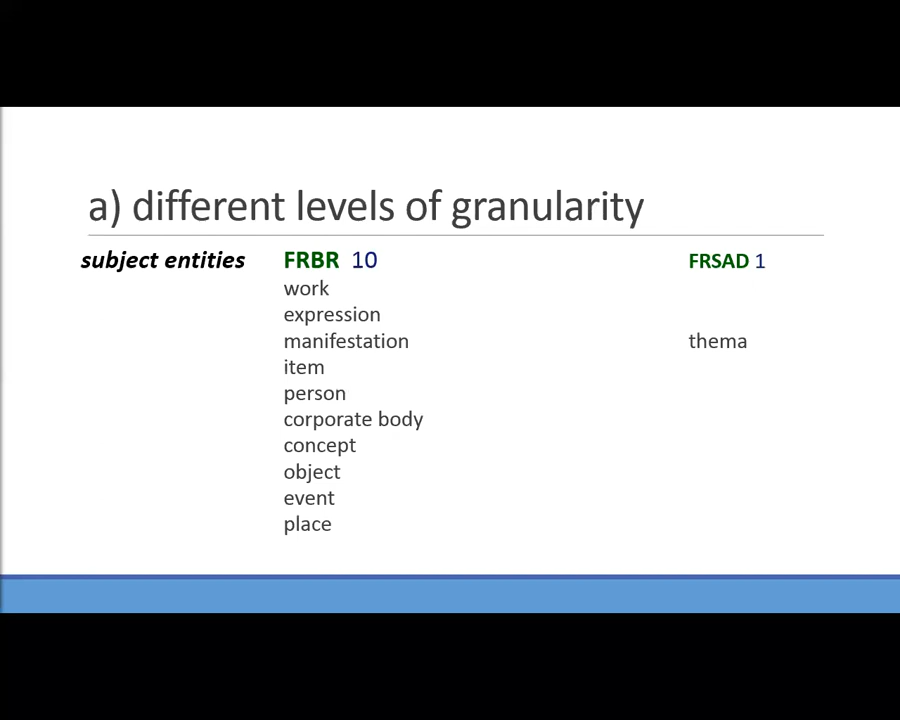 a) different levels of granularity
subject entities FRBR 10 FRSAD 1
work
expression
manifestation thema
item
person
corporate body
concept
object
event
place